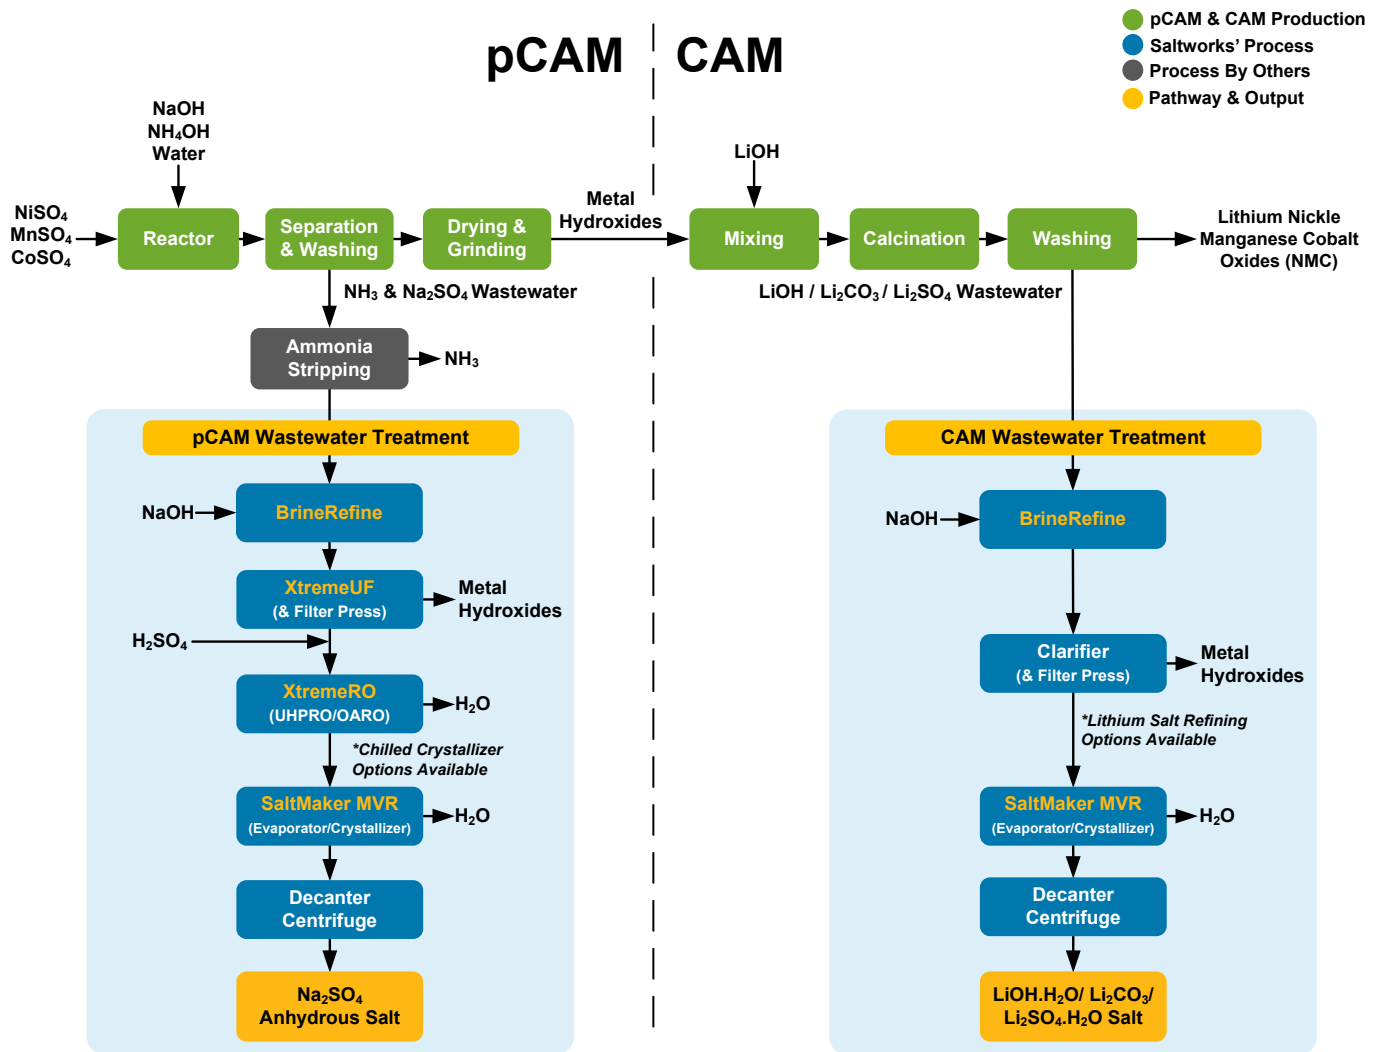 pCAM
CAM
pCAM & CAM Production
Saltworks' Process
Process By Others
Pathway & Output
NaOH
NH₄OH
Water
NiSO₄
MnSO₄
CoSO₄
Reactor
Separation
& Washing
Drying &
Grinding
Metal
Hydroxides
LiOH
Mixing
Calcination
Washing
Lithium Nickle
Manganese Cobalt
Oxides (NMC)
NH₃ & Na₂SO₄ Wastewater
LiOH / Li₂CO₃ / Li₂SO₄ Wastewater
Ammonia
Stripping
NH₃
pCAM Wastewater Treatment
NaOH
BrineRefine
XtremeUF
(& Filter Press)
Metal
Hydroxides
H₂SO₄
XtremeRO
(UHPRO/OARO)
H₂O
*Chilled Crystallizer
Options Available
SaltMaker MVR
(Evaporator/Crystallizer)
H₂O
Decanter
Centrifuge
Na₂SO₄
Anhydrous Salt
CAM Wastewater Treatment
NaOH
BrineRefine
Clarifier
(& Filter Press)
Metal
Hydroxides
*Lithium Salt Refining
Options Available
SaltMaker MVR
(Evaporator/Crystallizer)
H₂O
Decanter
Centrifuge
LiOH.H₂O/ Li₂CO₃/
Li₂SO₄.H₂O Salt